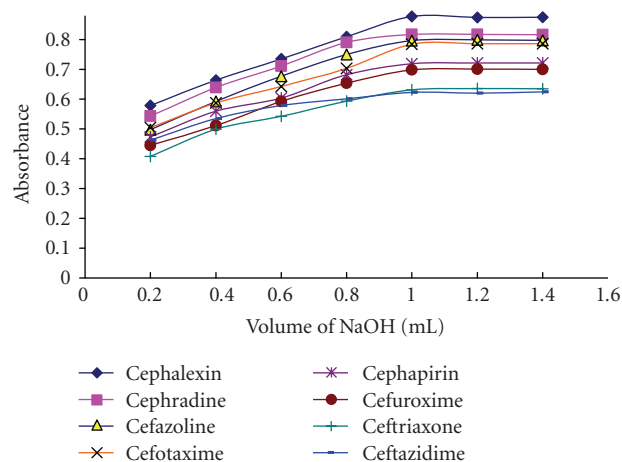 0.8
0.7
0.6
0.5
0.4
0.3
0.2
0.1
0
Absorbance
0 0.2 0.4 0.6 0.8 1 1.2 1.4 1.6
Volume of NaOH (mL)
Cephalexin Cephapirin
Cephradine Cefuroxime
Cefazoline Ceftriaxone
Cefotaxime Ceftazidime